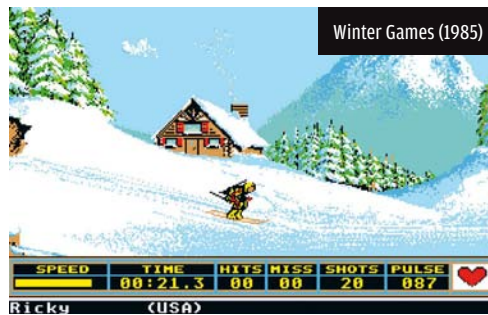 Winter Games (1985)
SPEED TIME HITS MISS SHOTS PULSE
00:21.3 00 00 20 087
Ricky (USA)